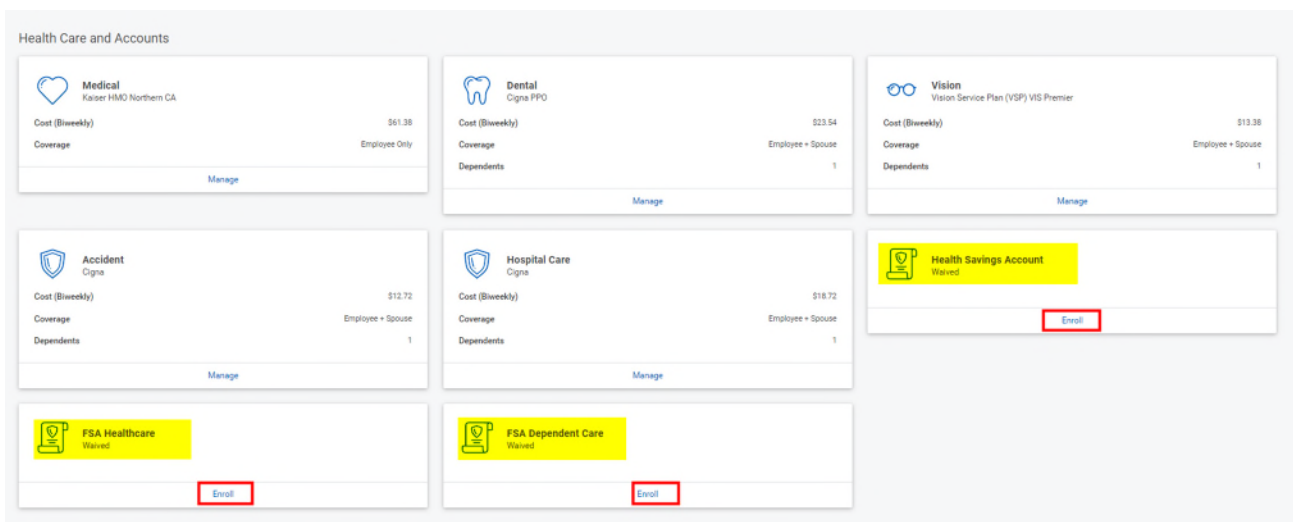 Health Care and Accounts
Medical
Kaiser HMO Northern CA
Cost (Biweekly) $61.38
Coverage Employee Only
Manage
Dental
Cigna PPO
Cost (Biweekly) $23.54
Coverage Employee + Spouse
Dependents 1
Manage
Vision
Vision Service Plan (VSP) VIS Premier
Cost (Biweekly) $13.38
Coverage Employee + Spouse
Dependents 1
Manage
Accident
Cigna
Cost (Biweekly) $12.72
Coverage Employee + Spouse
Dependents 1
Manage
Hospital Care
Cigna
Cost (Biweekly) $18.72
Coverage Employee + Spouse
Dependents 1
Manage
Health Savings Account
Waived
Enroll
FSA Healthcare
Waived
Enroll
FSA Dependent Care
Waived
Enroll